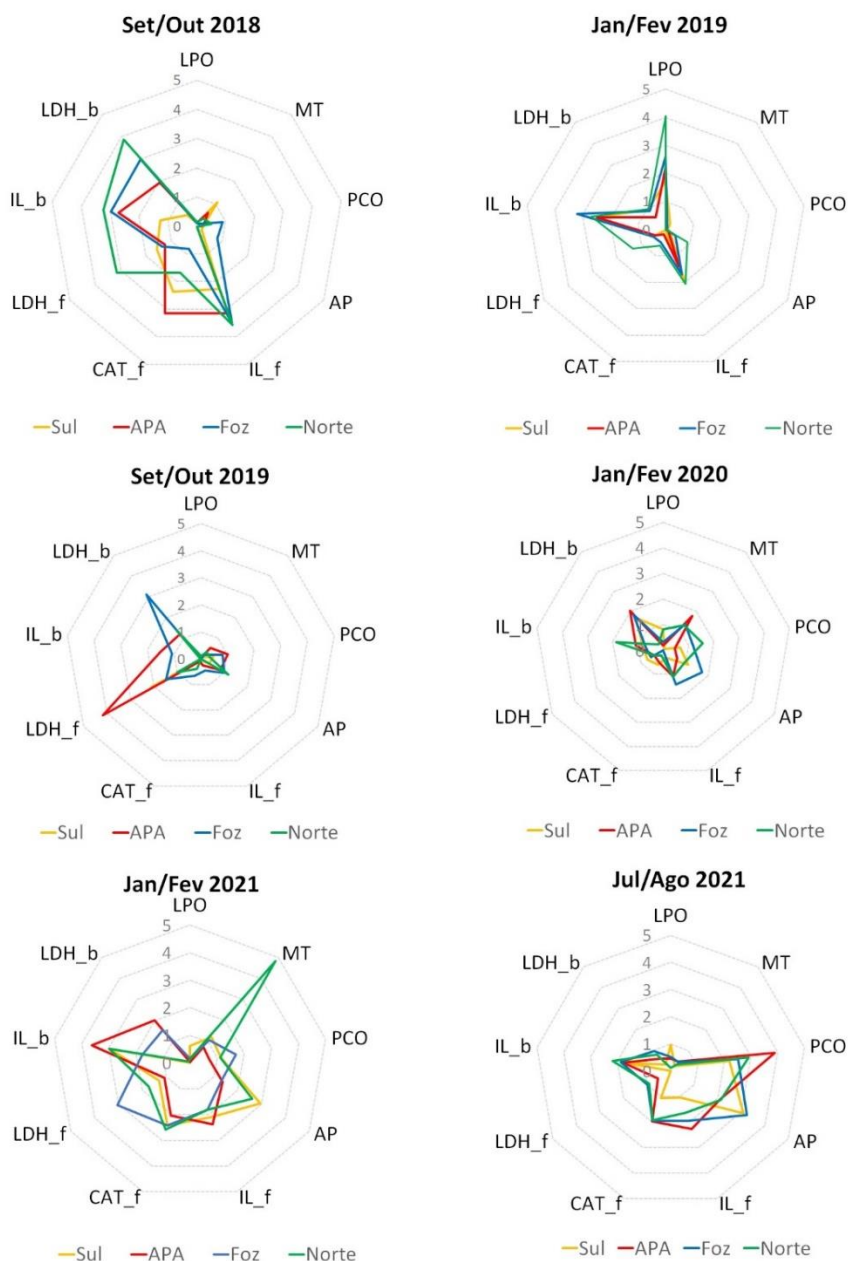 Set/Out 2018
LPO
MT
PCO
AP
IL_f
CAT_f
LDH_f
IL_b
LDH_b
5
4
3
2
1
0
Sul APA Foz Norte
Jan/Fev 2019
LPO
MT
PCO
AP
IL_f
CAT_f
LDH_f
IL_b
LDH_b
5
4
3
2
1
0
Sul APA Foz Norte
Set/Out 2019
LPO
MT
PCO
AP
IL_f
CAT_f
LDH_f
IL_b
LDH_b
5
4
3
2
1
0
Sul APA Foz Norte
Jan/Fev 2020
LPO
MT
PCO
AP
IL_f
CAT_f
LDH_f
IL_b
LDH_b
5
4
3
2
1
0
Sul APA Foz Norte
Jan/Fev 2021
LPO
MT
PCO
AP
IL_f
CAT_f
LDH_f
IL_b
LDH_b
5
4
3
2
1
0
Sul APA Foz Norte
Jul/Ago 2021
LPO
MT
PCO
AP
IL_f
CAT_f
LDH_f
IL_b
LDH_b
5
4
3
2
1
0
Sul APA Foz Norte